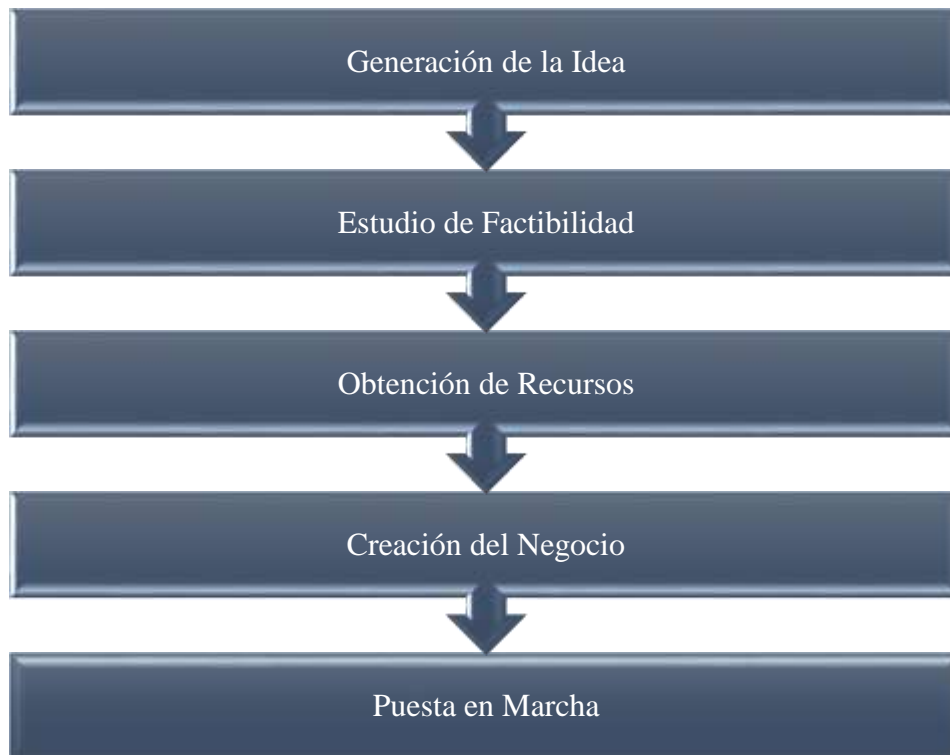 Generación de la Idea
Estudio de Factibilidad
Obtención de Recursos
Creación del Negocio
Puesta en Marcha